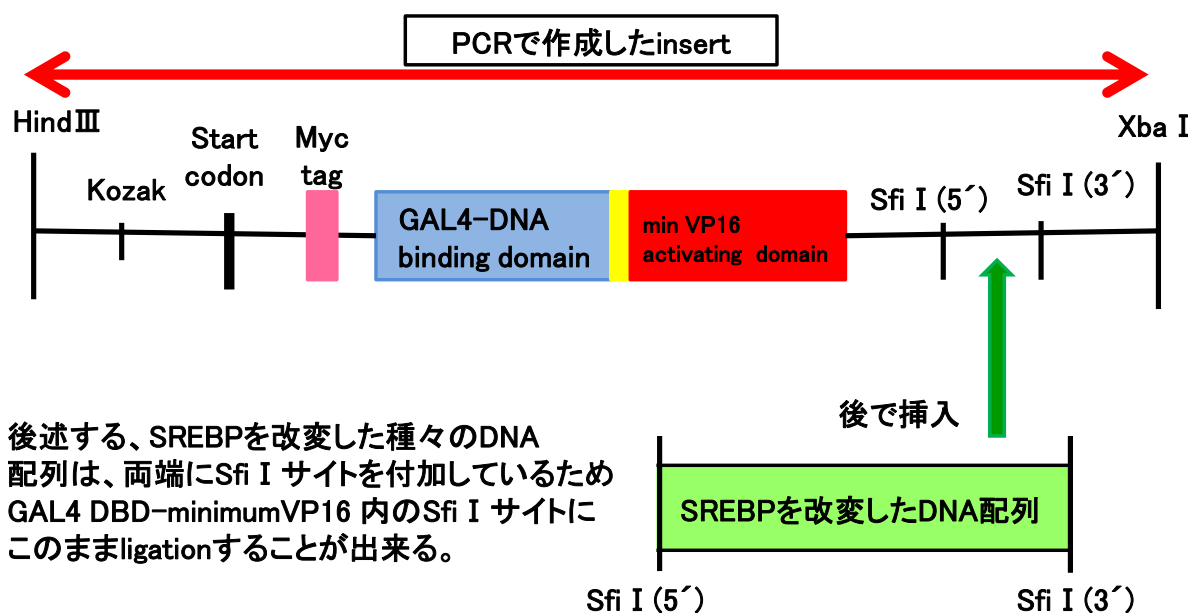 PCRで作成したinsert
HindⅢ
Kozak
Start
codon
Myc
tag
GAL4-DNA
binding domain
min VP16
activating domain
Sfi Ⅰ (5´)
Sfi Ⅰ (3´)
Xba Ⅰ
後で挿入
後述する、SREBPを改変した種々のDNA
配列は、両端にSfi Ⅰ サイトを付加しているため
GAL4 DBD-minimumVP16 内のSfi Ⅰ サイトに
このままligationすることが出来る。
SREBPを改変したDNA配列
Sfi Ⅰ (5´)
Sfi Ⅰ (3´)